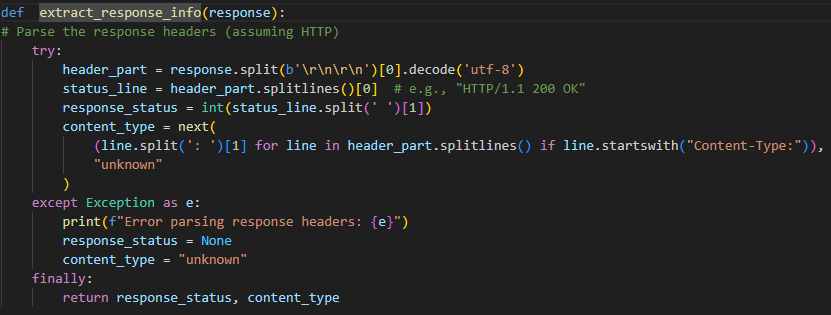 def  extract_response_info(response):
# Parse the response headers (assuming HTTP)
    try:
        header_part = response.split(b'\r\n\r\n')[0].decode('utf-8')
        status_line = header_part.splitlines()[0]  # e.g., "HTTP/1.1 200 OK"
        response_status = int(status_line.split(' ')[1])
        content_type = next(
            (line.split(': ')[1] for line in header_part.splitlines() if line.startswith("Content-Type:")),
            "unknown"
        )
    except Exception as e:
        print(f"Error parsing response headers: {e}")
        response_status = None
        content_type = "unknown"
    finally:
        return response_status, content_type